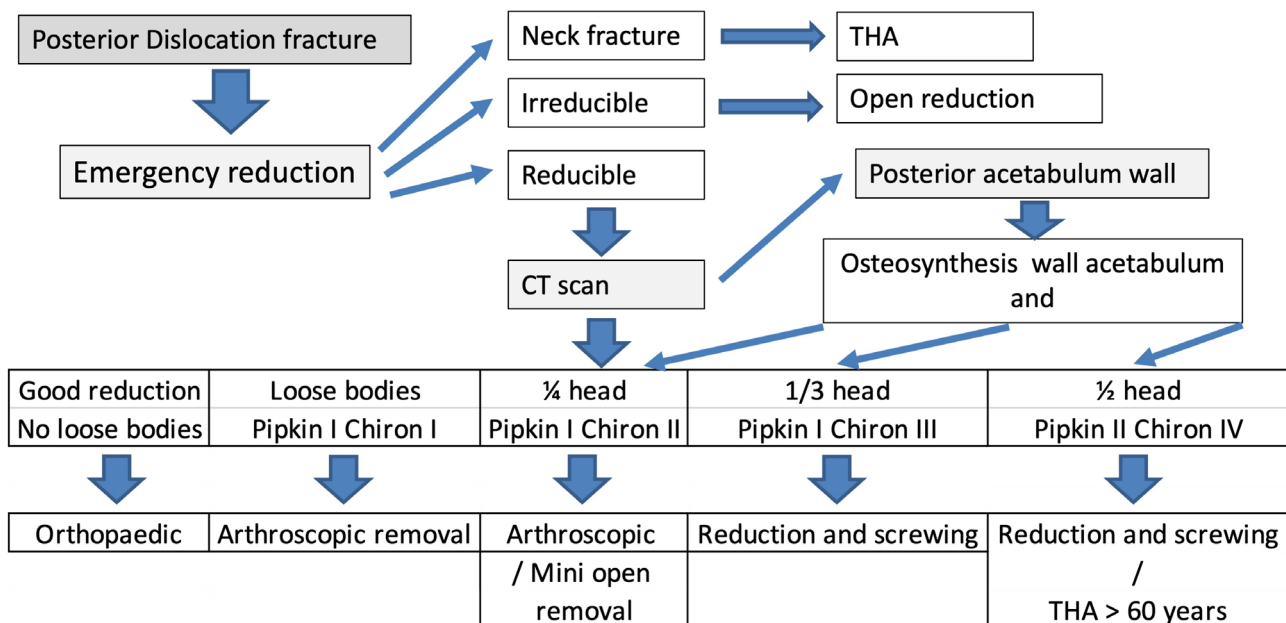 Posterior Dislocation fracture
Neck fracture
THA
Irreducible
Open reduction
Emergency reduction
Reducible
Posterior acetabulum wall
CT scan
Osteosynthesis wall acetabulum
and
Good reduction
No loose bodies
Loose bodies
Pipkin I Chiron I
¼ head
Pipkin I Chiron II
1/3 head
Pipkin I Chiron III
½ head
Pipkin II Chiron IV
Orthopaedic
Arthroscopic removal
Arthroscopic
/ Mini open
removal
Reduction and screwing
Reduction and screwing
/
THA > 60 years